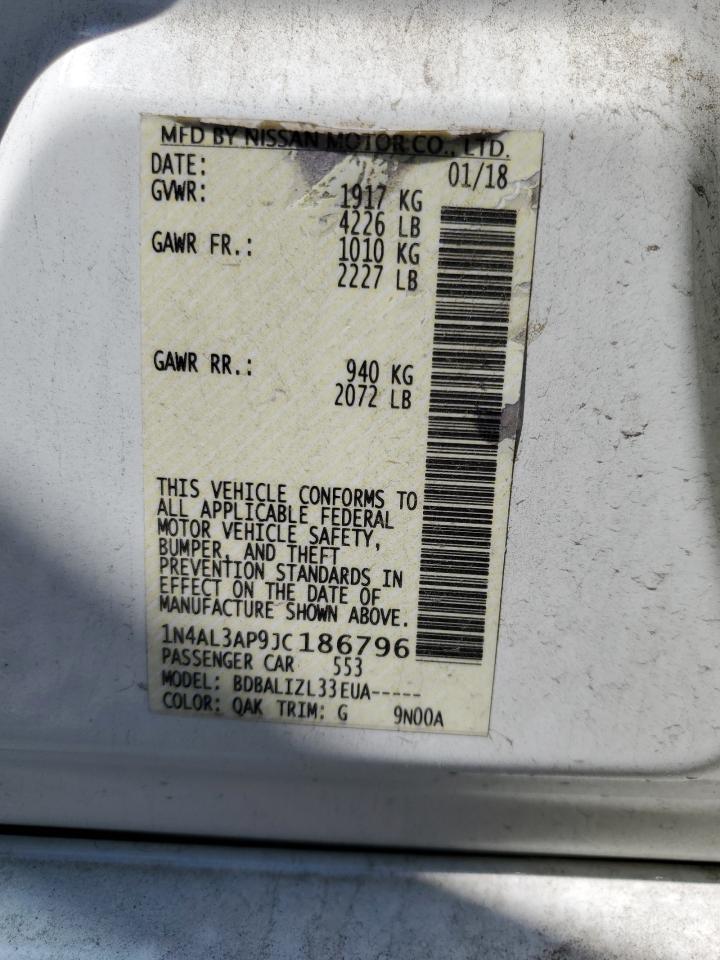 MFD BY NISSAN MOTOR CO., LTD.
DATE: 01/18
GVWR: 1917 KG
4226 LB
GAWR FR.: 1010 KG
2227 LB
GAWR RR.: 940 KG
2072 LB
THIS VEHICLE CONFORMS TO
ALL APPLICABLE FEDERAL
MOTOR VEHICLE SAFETY,
BUMPER, AND THEFT
PREVENTION STANDARDS IN
EFFECT ON THE DATE OF
MANUFACTURE SHOWN ABOVE.
1N4AL3AP9JC186796
PASSENGER CAR 553
MODEL: BDBALIZL33EUA-----
COLOR: QAK TRIM: G 9N00A